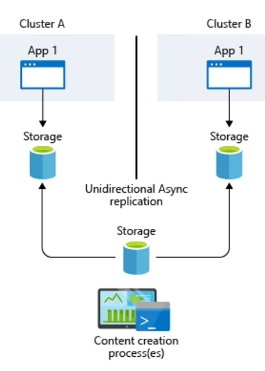 Cluster A
Cluster B
App 1
App 1
Storage
Storage
Unidirectional Async
replication
Storage
>_
Content creation
process(es)